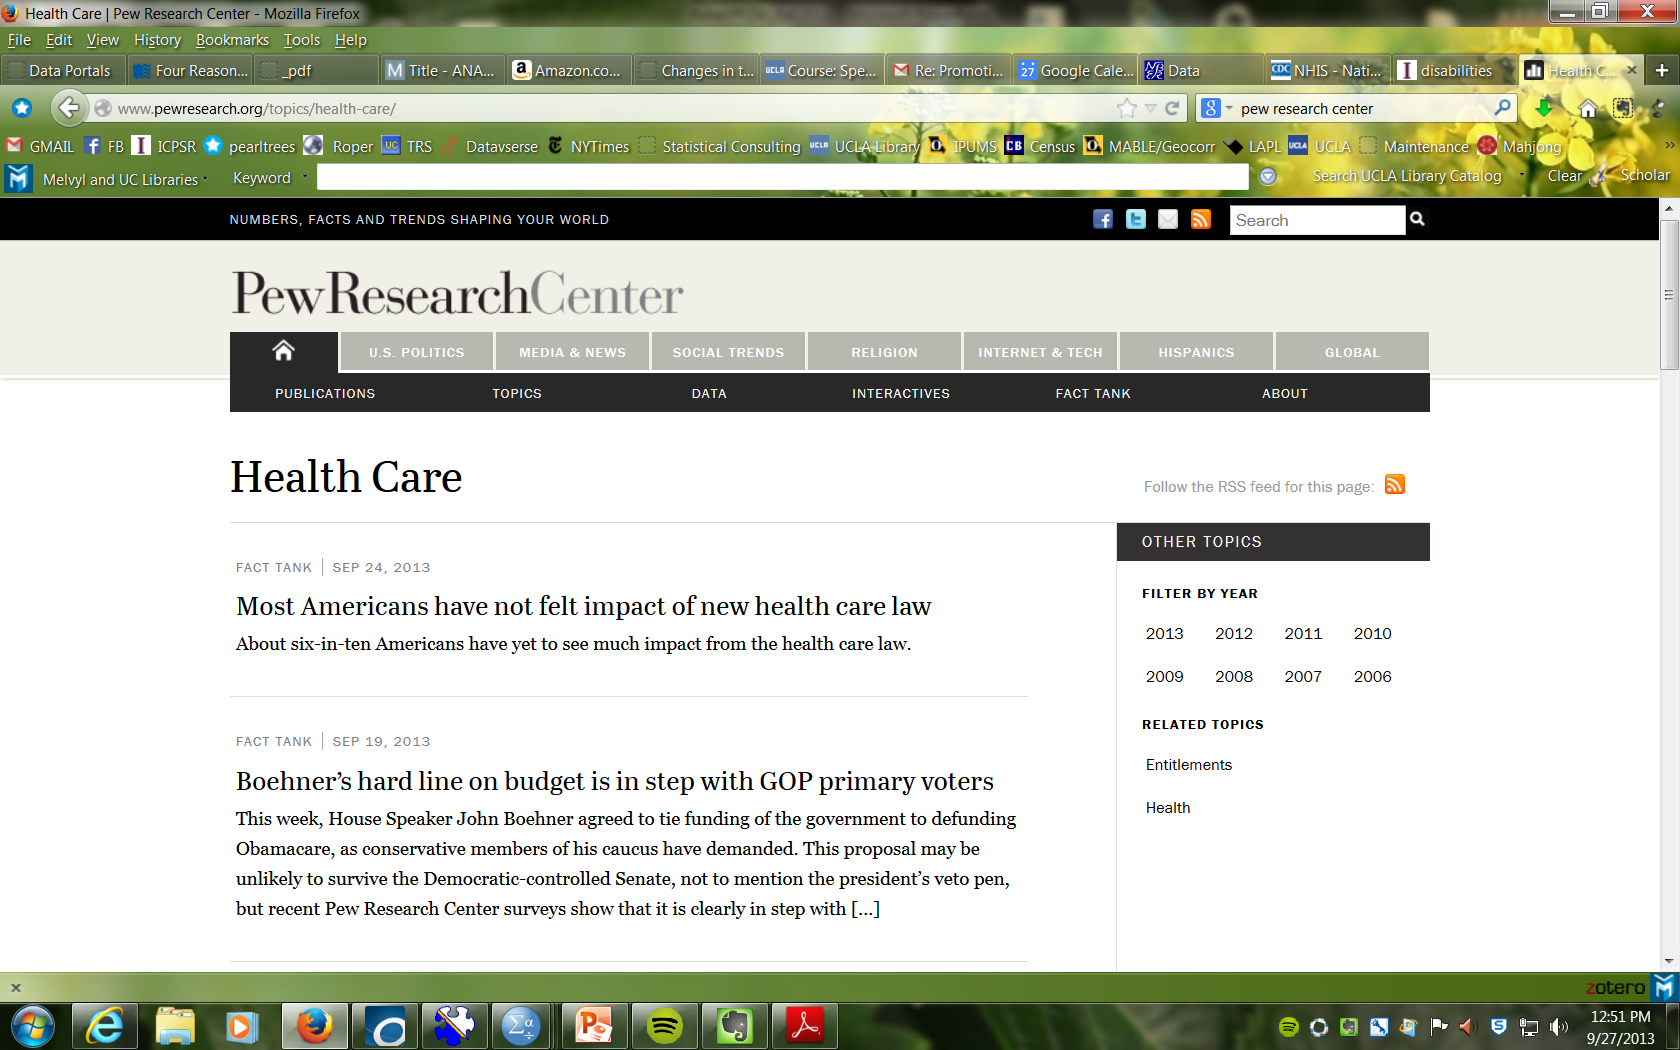 Health Care | Pew Research Center - Mozilla Firefox
File Edit View History Bookmarks Tools Help
Data Portals Four Reason... _pdf Title - ANA... Amazon.co... Changes in t... Course: Spe... Re: Promoti... Google Cale... Data NHIS - Nati... disabilities Health C...
www.pewresearch.org/topics/health-care/ pew research center
GMAIL FB ICPSR pearltrees Roper TRS Datavserse NYTimes Statistical Consulting UCLA Library IPUMS Census MABLE/Geocorr LAPL UCLA Maintenance Mahjong
Melvyl and UC Libraries Keyword Search UCLA Library Catalog Clear Scholar
NUMBERS, FACTS AND TRENDS SHAPING YOUR WORLD Search
PewResearchCenter
U.S. POLITICS MEDIA & NEWS SOCIAL TRENDS RELIGION INTERNET & TECH HISPANICS GLOBAL
PUBLICATIONS TOPICS DATA INTERACTIVES FACT TANK ABOUT
Health Care
Follow the RSS feed for this page:
FACT TANK | SEP 24, 2013
Most Americans have not felt impact of new health care law
About six-in-ten Americans have yet to see much impact from the health care law.
FACT TANK | SEP 19, 2013
Boehner's hard line on budget is in step with GOP primary voters
This week, House Speaker John Boehner agreed to tie funding of the government to defunding
Obamacare, as conservative members of his caucus have demanded. This proposal may be
unlikely to survive the Democratic-controlled Senate, not to mention the president's veto pen,
but recent Pew Research Center surveys show that it is clearly in step with [...]
OTHER TOPICS
FILTER BY YEAR
2013 2012 2011 2010
2009 2008 2007 2006
RELATED TOPICS
Entitlements
Health
zotero
12:51 PM
9/27/2013